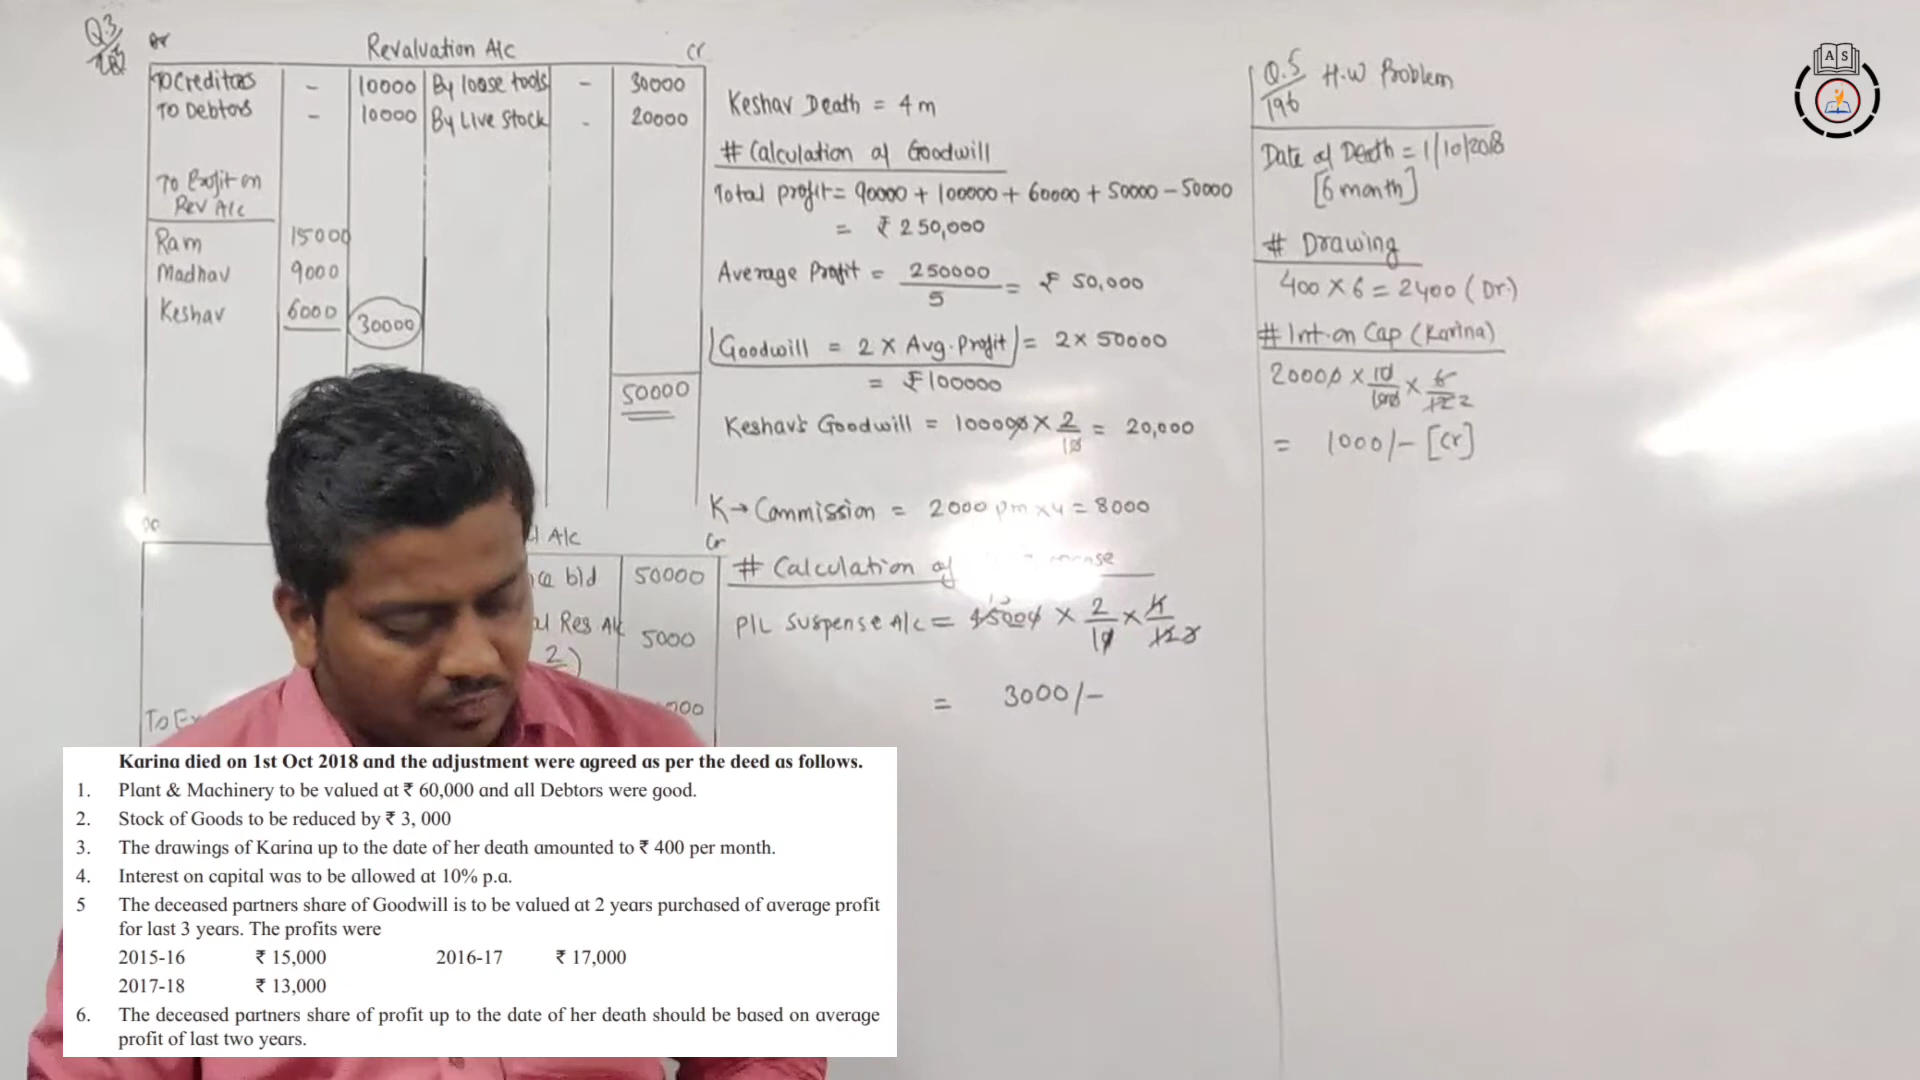 Q3
Dr Revaluation A/c Cr
To Creditors - 10000 By loose tools - 30000
To Debtors - 10000 By Live Stock - 20000
To Profit on
Rev A/c
Ram 15000
Madhav 9000
Keshav 6000 30000
50000
A/c Cr
ce b/d 50000
al Res A/c 5000
2)
000
Keshav Death = 4m
# Calculation of Goodwill
Total profit = 90000 + 100000 + 60000 + 50000 - 50000
= ₹ 250,000
Average Profit = 250000 / 5 = ₹ 50,000
Goodwill = 2 × Avg. Profit = 2 × 50000
= ₹ 100000
Keshav's Goodwill = 100000 × 2/10 = 20,000
K → Commission = 2000 pm × 4 = 8000
# Calculation of
P/L Suspense A/c = 45000 × 2/10 × 4/12
= 3000/-
Q.5 H.W Problem
196
Date of Death = 1/10/2018
[6 month]
# Drawing
400 × 6 = 2400 (Dr.)
# Int. on Cap (Karina)
20000 × 10/100 × 6/12 2
= 1000/- [Cr]
A S
Karina died on 1st Oct 2018 and the adjustment were agreed as per the deed as follows.
1. Plant & Machinery to be valued at ₹ 60,000 and all Debtors were good.
2. Stock of Goods to be reduced by ₹ 3, 000
3. The drawings of Karina up to the date of her death amounted to ₹ 400 per month.
4. Interest on capital was to be allowed at 10% p.a.
5 The deceased partners share of Goodwill is to be valued at 2 years purchased of average profit
for last 3 years. The profits were
2015-16 ₹ 15,000 2016-17 ₹ 17,000
2017-18 ₹ 13,000
6. The deceased partners share of profit up to the date of her death should be based on average
profit of last two years.